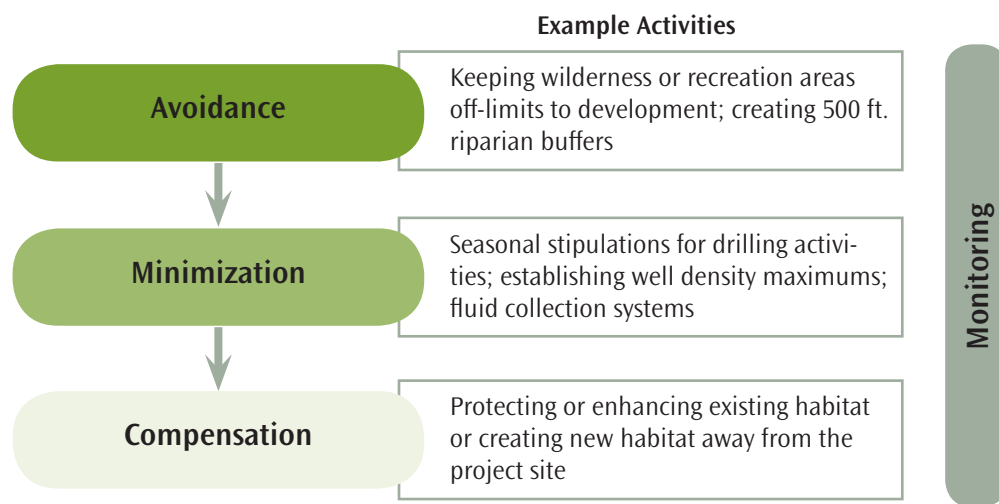 Example Activities
Avoidance
Keeping wilderness or recreation areas
off-limits to development; creating 500 ft.
riparian buffers
Minimization
Seasonal stipulations for drilling activi-
ties; establishing well density maximums;
fluid collection systems
Compensation
Protecting or enhancing existing habitat
or creating new habitat away from the
project site
Monitoring